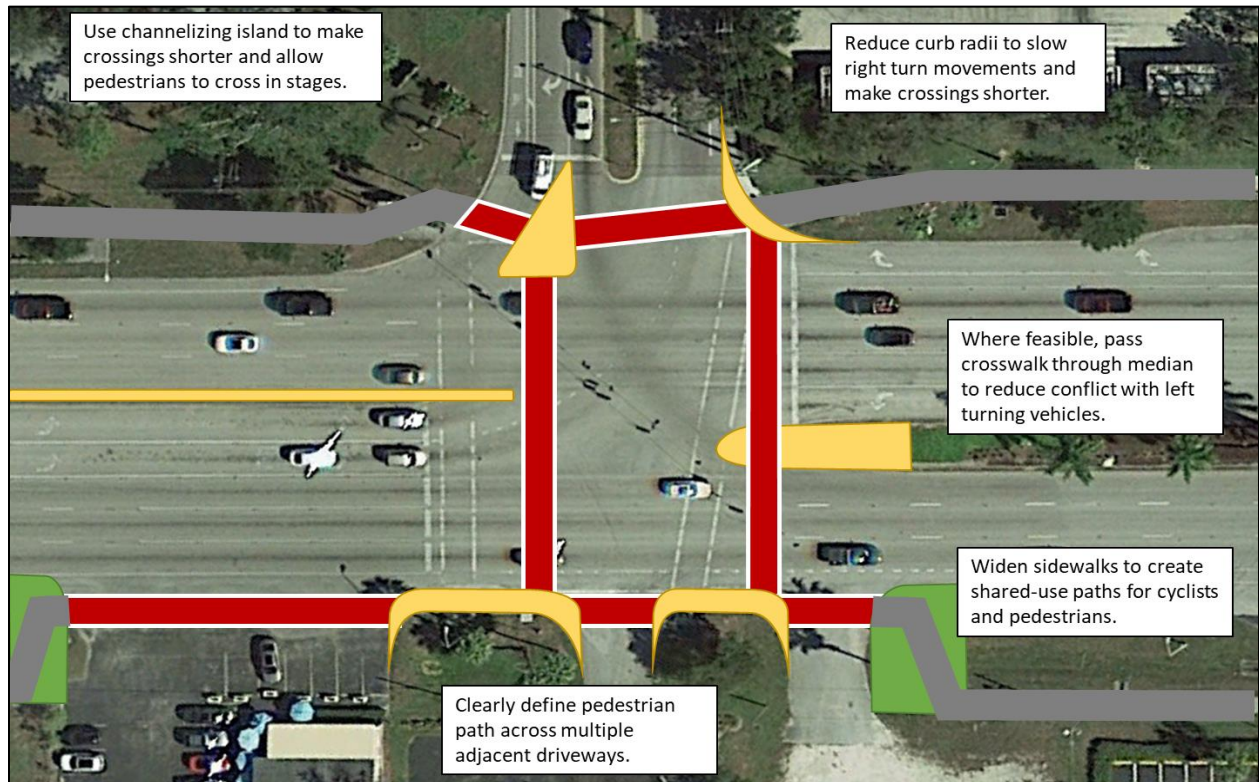 Use channelizing island to make
crossings shorter and allow
pedestrians to cross in stages.
Reduce curb radii to slow
right turn movements and
make crossings shorter.
Where feasible, pass
crosswalk through median
to reduce conflict with left
turning vehicles.
Widen sidewalks to create
shared-use paths for cyclists
and pedestrians.
Clearly define pedestrian
path across multiple
adjacent driveways.